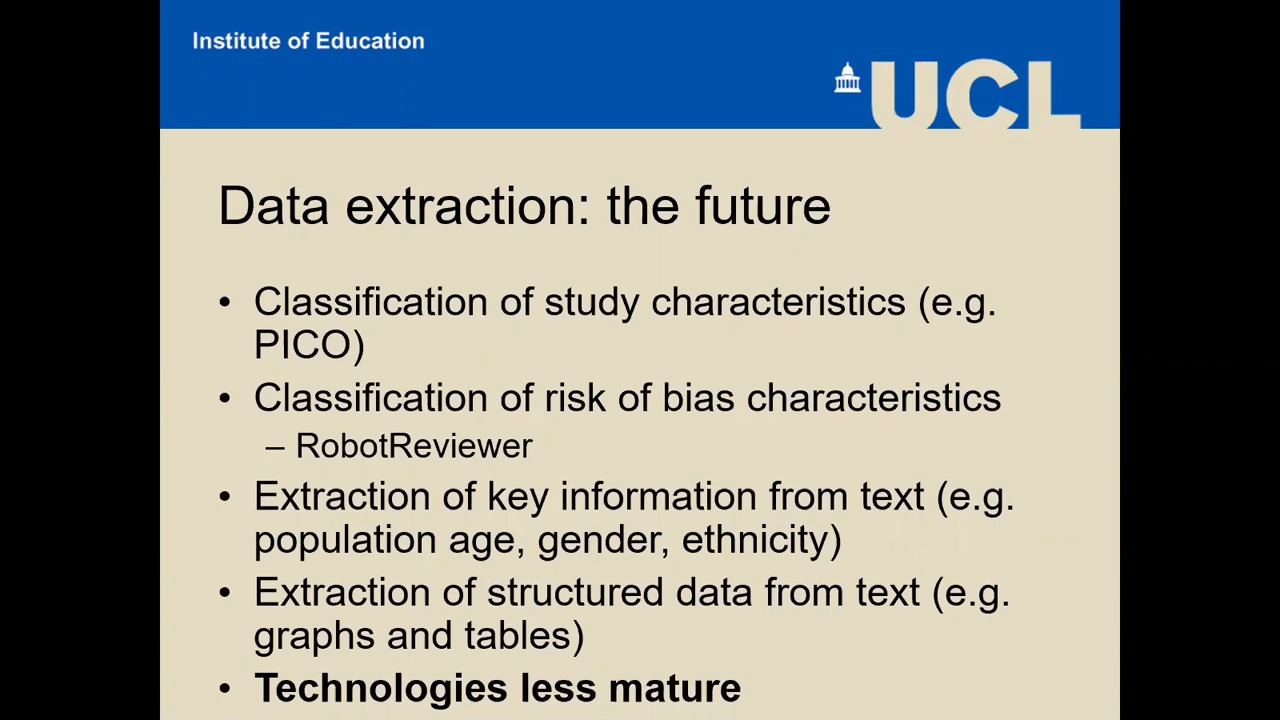 Institute of Education
UCL
Data extraction: the future
• Classification of study characteristics (e.g.
PICO)
• Classification of risk of bias characteristics
– RobotReviewer
• Extraction of key information from text (e.g.
population age, gender, ethnicity)
• Extraction of structured data from text (e.g.
graphs and tables)
• Technologies less mature